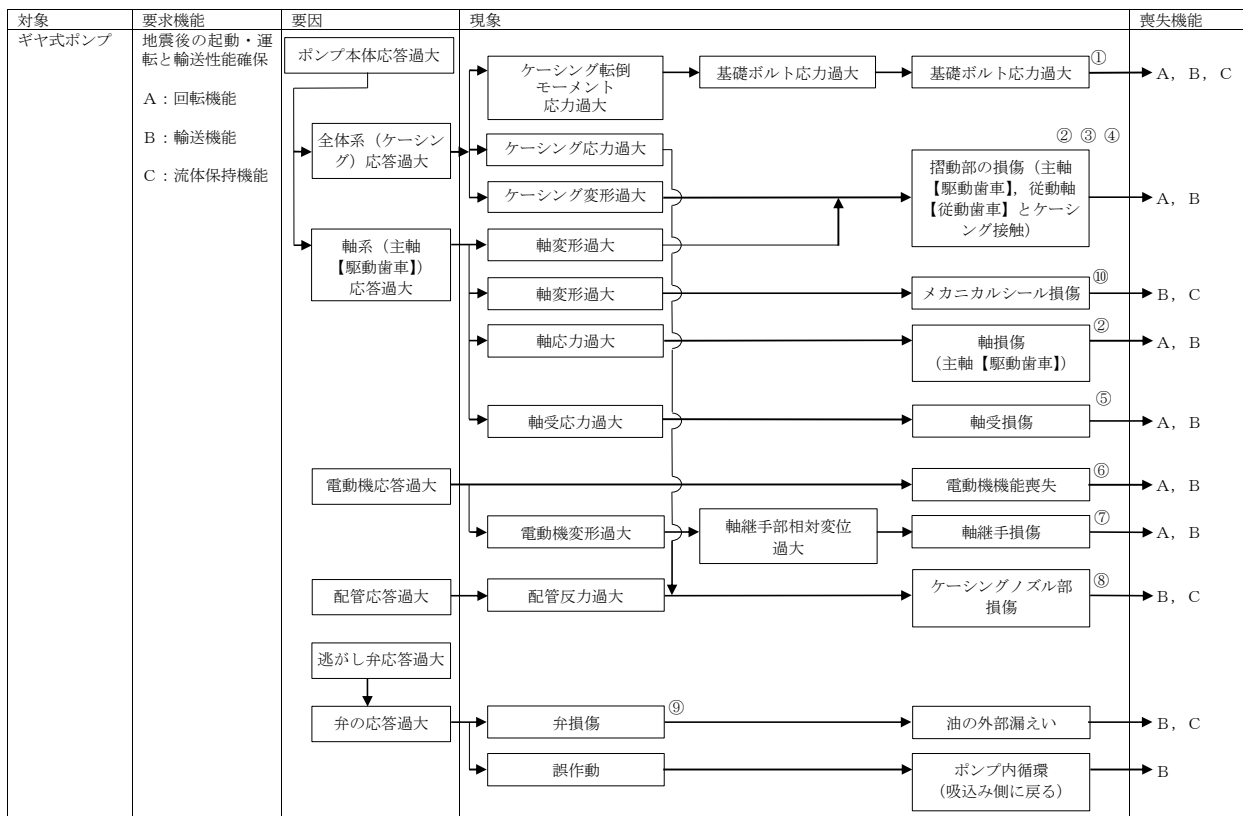 対象
要求機能
要因
現象
喪失機能
ギヤ式ポンプ
地震後の起動・運
転と輸送性能確保
A：回転機能
B：輸送機能
C：流体保持機能
ポンプ本体応答過大
ケーシング転倒
モーメント
応力過大
基礎ボルト応力過大
基礎ボルト応力過大
①
A，B，C
全体系（ケーシン
グ）応答過大
ケーシング応力過大
② ③ ④
ケーシング変形過大
摺動部の損傷（主軸
【駆動歯車】，従動軸
【従動歯車】とケーシ
ング接触）
A，B
軸系（主軸
【駆動歯車】）
応答過大
軸変形過大
軸変形過大
メカニカルシール損傷
⑩
B，C
軸応力過大
軸損傷
（主軸【駆動歯車】）
②
A，B
軸受応力過大
軸受損傷
⑤
A，B
電動機応答過大
電動機機能喪失
⑥
A，B
電動機変形過大
軸継手部相対変位
過大
軸継手損傷
⑦
A，B
配管応答過大
配管反力過大
ケーシングノズル部
損傷
⑧
B，C
逃がし弁応答過大
弁の応答過大
弁損傷
⑨
油の外部漏えい
B，C
誤作動
ポンプ内循環
（吸込み側に戻る）
B